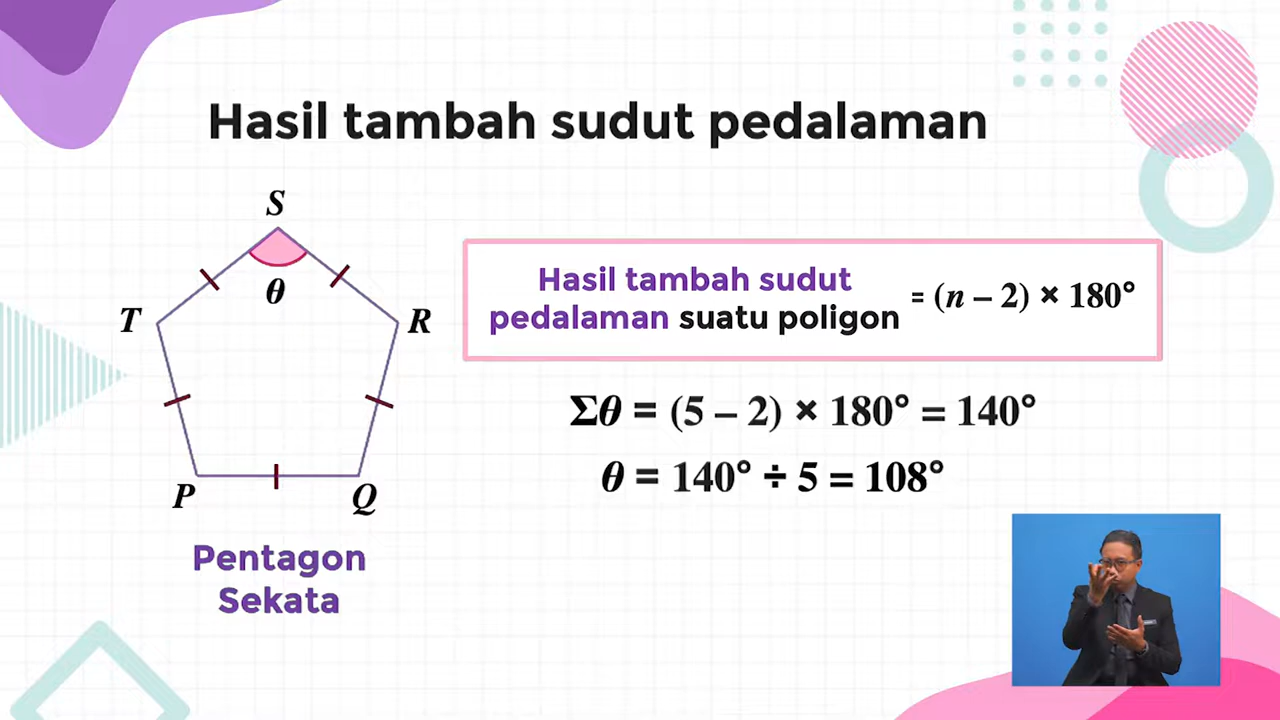 Hasil tambah sudut pedalaman
S
θ
T
R
P
Q
Pentagon
Sekata
Hasil tambah sudut
pedalaman suatu poligon = (n – 2) × 180°
Σθ = (5 – 2) × 180° = 140°
θ = 140° ÷ 5 = 108°